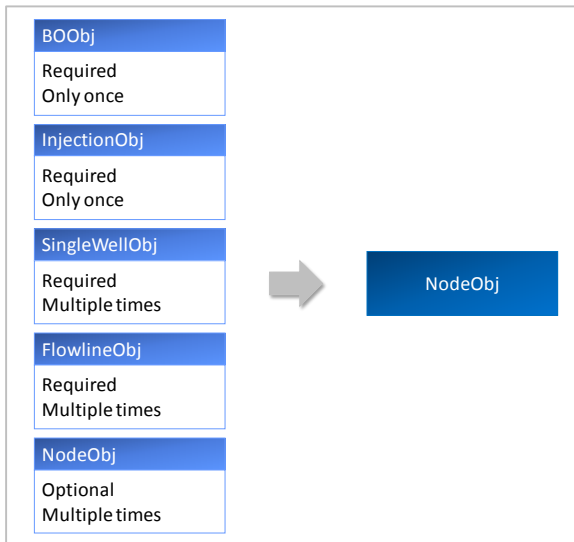 BOObj
Required
Only once
InjectionObj
Required
Only once
SingleWellObj
Required
Multiple times
FlowlineObj
Required
Multiple times
NodeObj
Optional
Multiple times
NodeObj